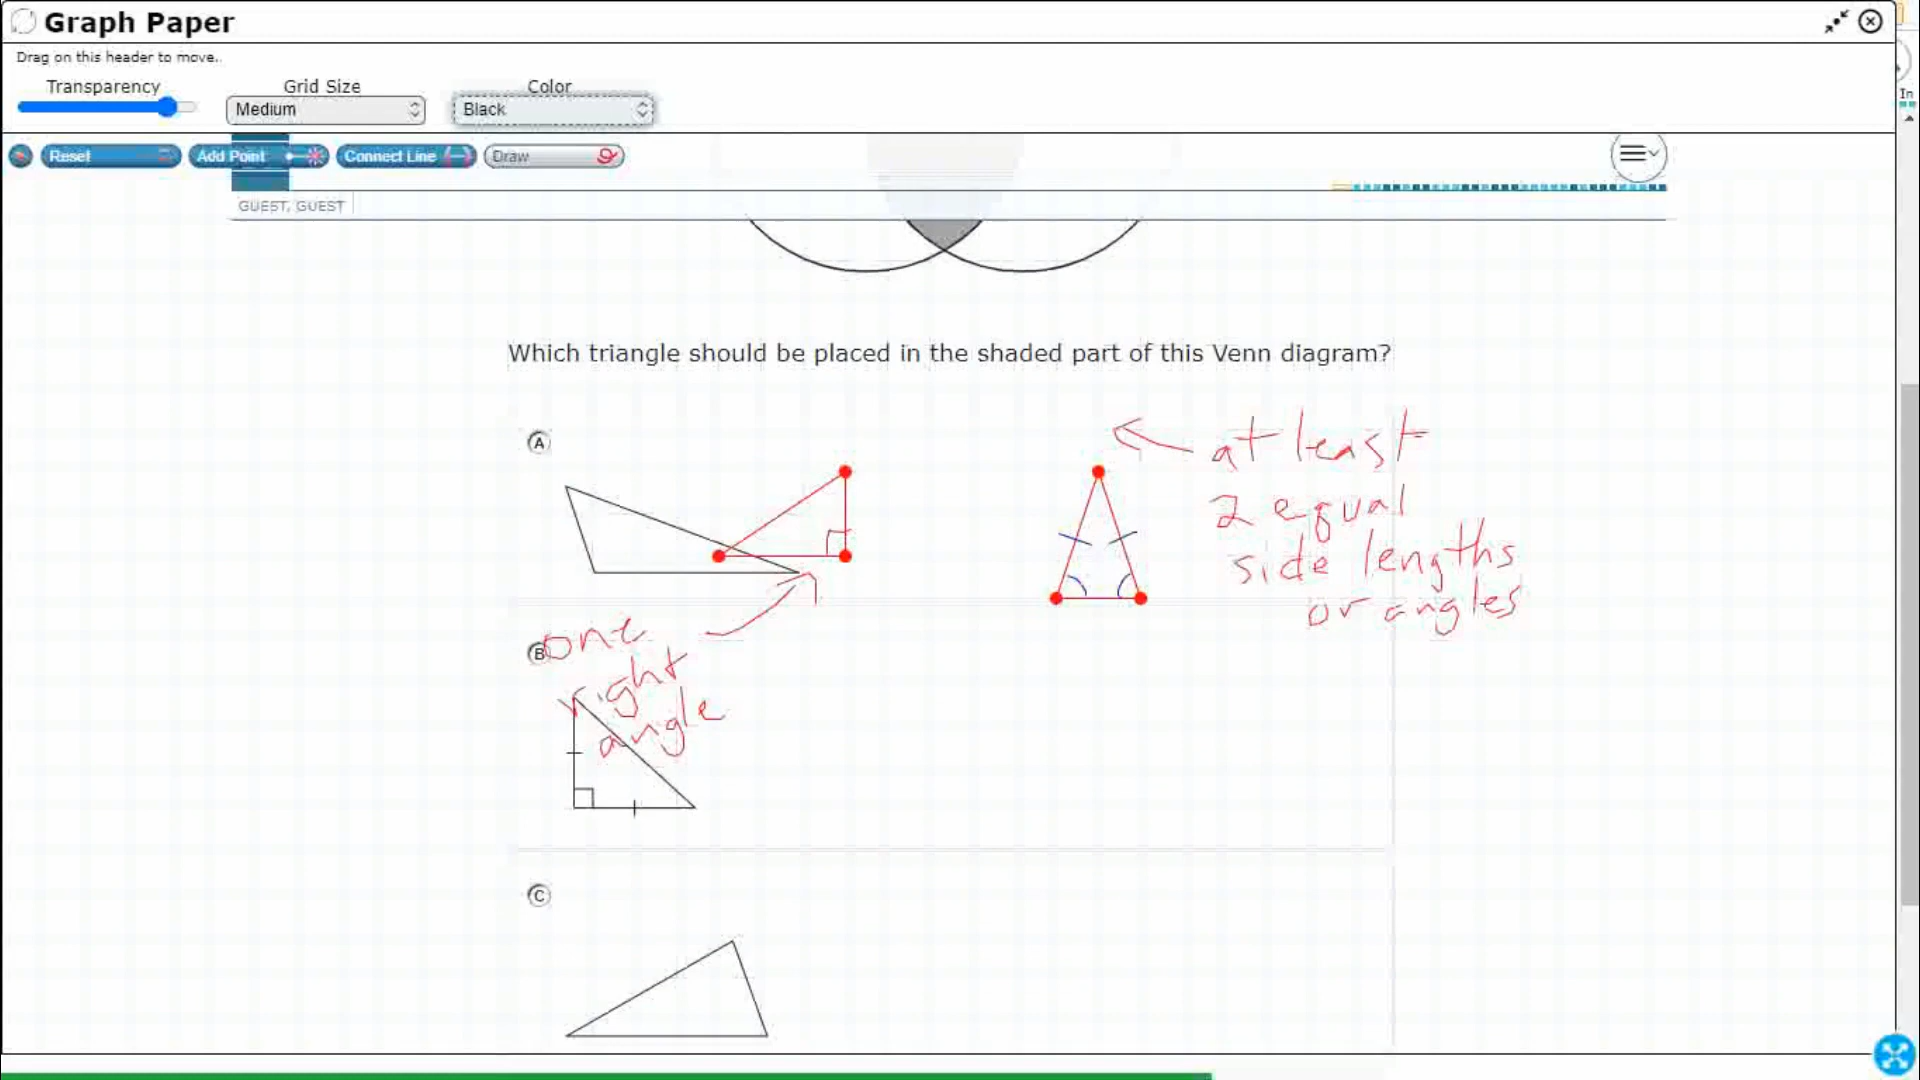 Graph Paper
Drag on this header to move..
Transparency
Grid Size
Color
Medium
Black
In
Reset
Add Point
Connect Line
Draw
GUEST, GUEST
Which triangle should be placed in the shaded part of this Venn diagram?
A
at least
2 equal
side lengths
or angles
B
one
right
angle
C